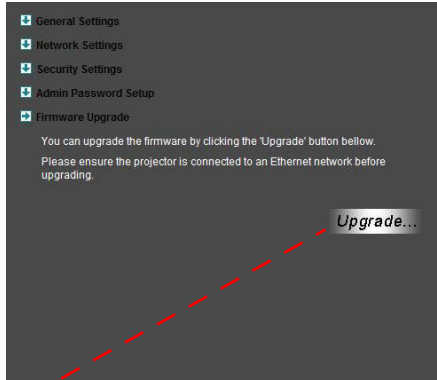 General Settings
Network Settings
Security Settings
Admin Password Setup
Firmware Upgrade
You can upgrade the firmware by clicking the 'Upgrade' button bellow.
Please ensure the projector is connected to an Ethernet network before
upgrading.
Upgrade...